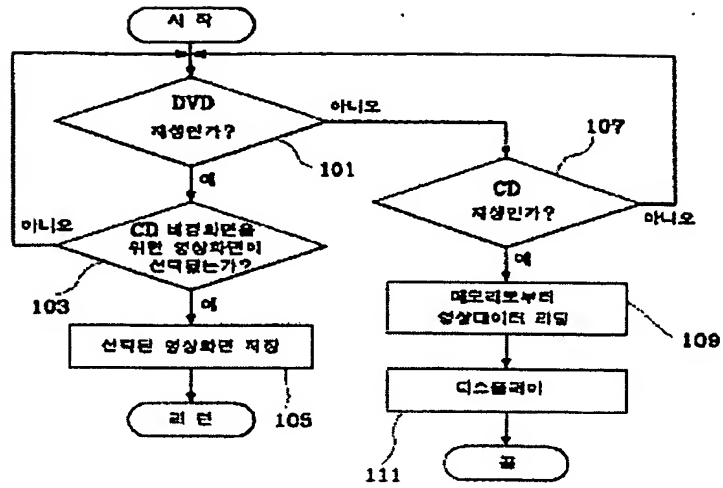 시 작
DVD
재생인가?
아니오
101
예
CD 배경화면을
위한 영상화면이
선택됐는가?
아니오
103
예
선택된 영상화면 저장
105
리 턴
107
CD
재생인가?
아니오
예
메모리로부터
영상데이터 리딩
109
디스플레이
111
끝